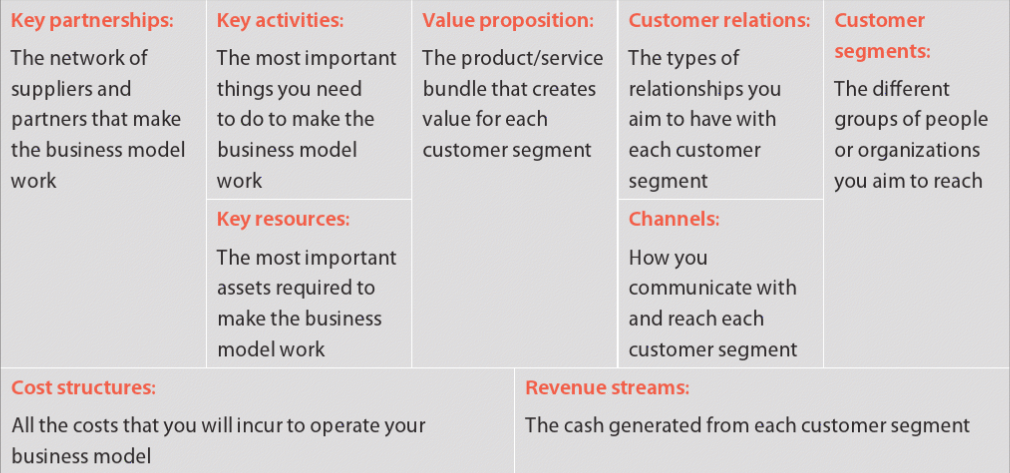 Key partnerships:
The network of
suppliers and
partners that make
the business model
work
Key activities:
The most important
things you need
to do to make the
business model
work
Key resources:
The most important
assets required to
make the business
model work
Value proposition:
The product/service
bundle that creates
value for each
customer segment
Customer relations:
The types of
relationships you
aim to have with
each customer
segment
Channels:
How you
communicate with
and reach each
customer segment
Customer
segments:
The different
groups of people
or organizations
you aim to reach
Cost structures:
All the costs that you will incur to operate your
business model
Revenue streams:
The cash generated from each customer segment